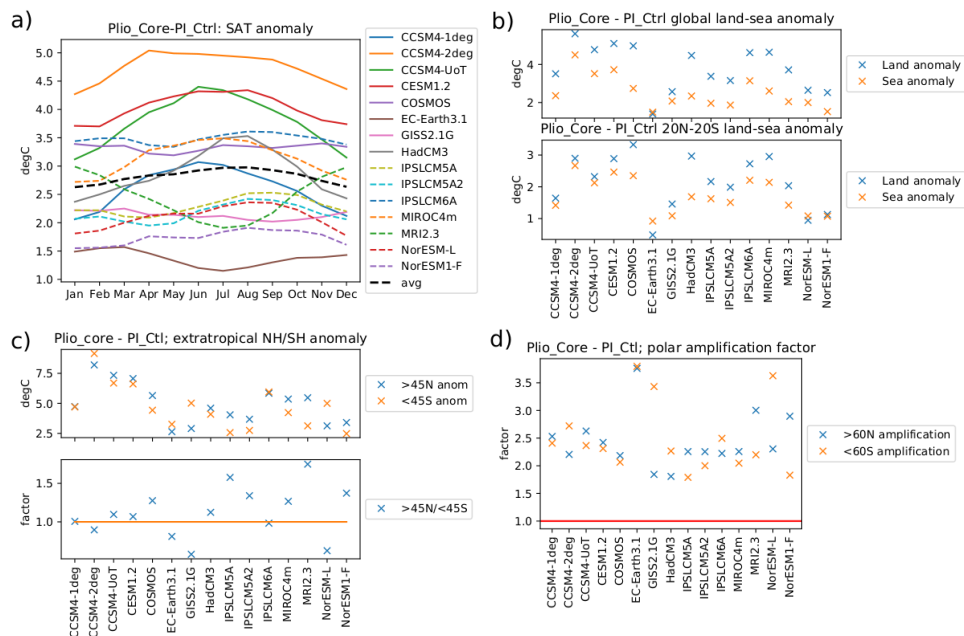 a)
Plio_Core-PI_Ctrl: SAT anomaly
degC
5.0
4.5
4.0
3.5
3.0
2.5
2.0
1.5
1.0
Jan Feb Mar Apr May Jun Jul Aug Sep Oct Nov Dec
CCSM4-1deg
CCSM4-2deg
CCSM4-UoT
CESM1.2
COSMOS
EC-Earth3.1
GISS2.1G
HadCM3
IPSLCM5A
IPSLCM5A2
IPSLCM6A
MIROC4m
MRI2.3
NorESM-L
NorESM1-F
avg
b)
Plio_Core - PI_Ctrl global land-sea anomaly
degC
4
2
Land anomaly
Sea anomaly
Plio_Core - PI_Ctrl 20N-20S land-sea anomaly
degC
3
2
1
Land anomaly
Sea anomaly
CCSM4-1deg
CCSM4-2deg
CCSM4-UoT
CESM1.2
COSMOS
EC-Earth3.1
GISS2.1G
HadCM3
IPSLCM5A
IPSLCM5A2
IPSLCM6A
MIROC4m
MRI2.3
NorESM-L
NorESM1-F
c)
Plio_core - PI_Ctl; extratropical NH/SH anomaly
degC
7.5
5.0
2.5
>45N anom
<45S anom
factor
1.0
>45N/<45S
CCSM4-1deg
CCSM4-2deg
CCSM4-UoT
CESM1.2
COSMOS
EC-Earth3.1
GISS2.1G
HadCM3
IPSLCM5A
IPSLCM5A2
IPSLCM6A
MIROC4m
MRI2.3
NorESM-L
NorESM1-F
d)
Plio_Core - PI_Ctl; polar amplification factor
factor
3.5
3.0
2.5
2.0
1.5
1.0
>60N amplification
<60S amplification
CCSM4-1deg
CCSM4-2deg
CCSM4-UoT
CESM1.2
COSMOS
EC-Earth3.1
GISS2.1G
HadCM3
IPSLCM5A
IPSLCM5A2
IPSLCM6A
MIROC4m
MRI2.3
NorESM-L
NorESM1-F